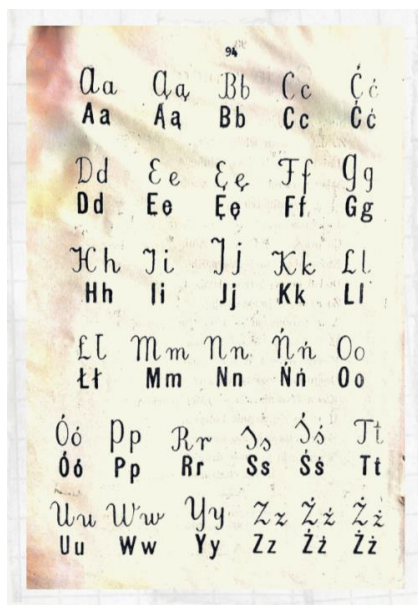 94
Aa Ąą Bb Cc Ćć
Aa Ąą Bb Cc Ćć
Dd Ee Ęę Ff Gg
Dd Ee Ęę Ff Gg
Hh Ii Jj Kk Ll
Hh Ii Jj Kk Ll
Łł Mm Nn Ńń Oo
Łł Mm Nn Ńń Oo
Óó Pp Rr Ss Śś Tt
Óó Pp Rr Ss Śś Tt
Uu Ww Yy Zz Źź Żż
Uu Ww Yy Zz Źź Żż